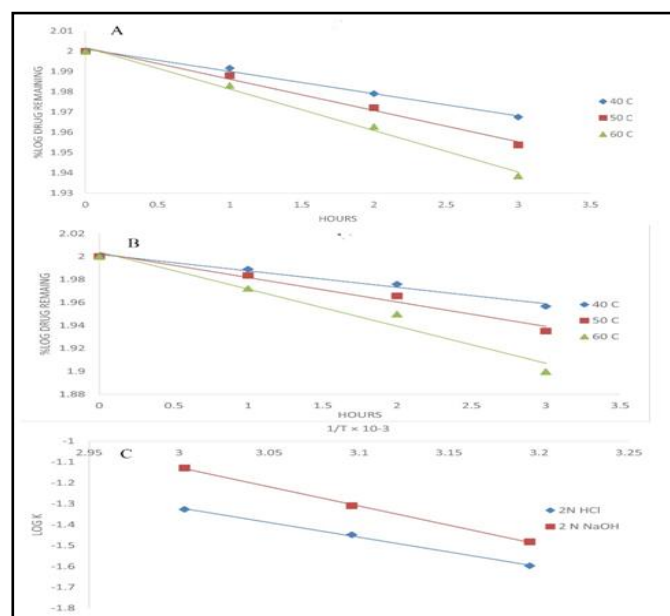 A
2.01
2
1.99
1.98
1.97
1.96
1.95
1.94
1.93
%LOG DRUG REMAINING
0 0.5 1 1.5 2 2.5 3 3.5
HOURS
40 C
50 C
60 C
B
2.02
2
1.98
1.96
1.94
1.92
1.9
1.88
%LOG DRUG REMAING
0 0.5 1 1.5 2 2.5 3 3.5
HOURS
40 C
50 C
60 C
1/T × 10-3
2.95 3 3.05 3.1 3.15 3.2 3.25
C
-1
-1.1
-1.2
-1.3
-1.4
-1.5
-1.6
-1.7
-1.8
LOG K
2N HCl
2 N NaOH